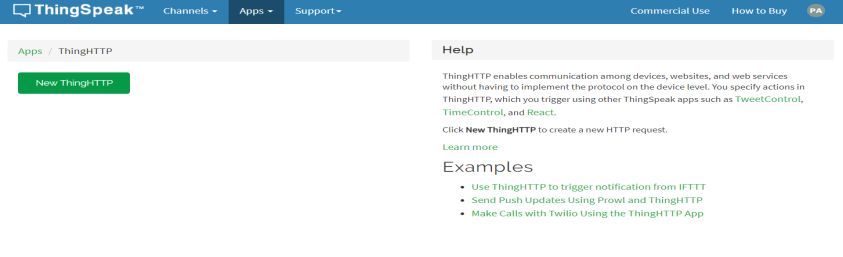 ThingSpeak™ Channels Apps Support Commercial Use How to Buy PA
Apps / ThingHTTP
New ThingHTTP
Help
ThingHTTP enables communication among devices, websites, and web services
without having to implement the protocol on the device level. You specify actions in
ThingHTTP, which you trigger using other ThingSpeak apps such as TweetControl,
TimeControl, and React.
Click New ThingHTTP to create a new HTTP request.
Learn more
Examples
• Use ThingHTTP to trigger notification from IFTTT
• Send Push Updates Using Prowl and ThingHTTP
• Make Calls with Twilio Using the ThingHTTP App